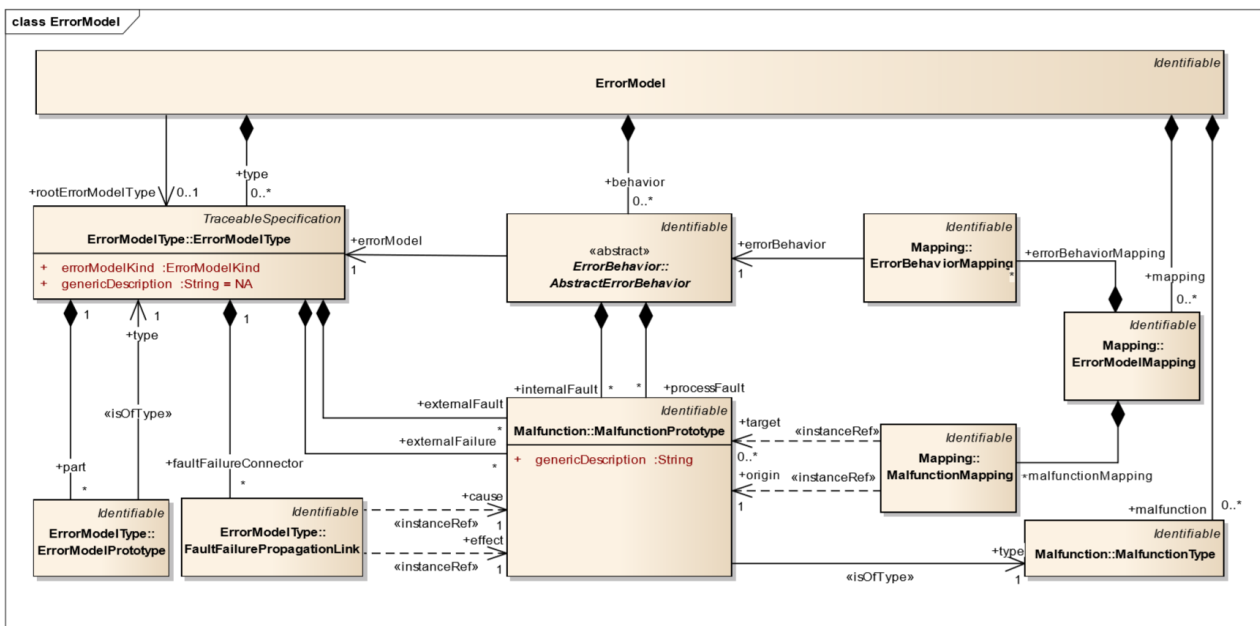 class ErrorModel
Identifiable
ErrorModel
+type
+rootErrorModelType
0..1
0..*
+behavior
0..*
+mapping
0..*
TraceableSpecification
ErrorModelType::ErrorModelType
+ errorModelKind :ErrorModelKind
+ genericDescription :String = NA
+errorModel
1
Identifiable
«abstract»
ErrorBehavior::
AbstractErrorBehavior
+errorBehavior
1
Identifiable
Mapping::
ErrorBehaviorMapping
*
+errorBehaviorMapping
Identifiable
Mapping::
ErrorModelMapping
1
1
1
+type
«isOfType»
+part
*
+faultFailureConnector
*
+externalFault
*
+externalFailure
*
+internalFault
*
*
+processFault
Identifiable
Malfunction::MalfunctionPrototype
+ genericDescription :String
+target
«instanceRef»
0..*
+origin
«instanceRef»
1
Identifiable
Mapping::
MalfunctionMapping
*
+malfunctionMapping
Identifiable
ErrorModelType::
ErrorModelPrototype
Identifiable
ErrorModelType::
FaultFailurePropagationLink
+cause
«instanceRef»
1
+effect
«instanceRef»
1
+malfunction
0..*
+type
«isOfType»
1
Identifiable
Malfunction::MalfunctionType